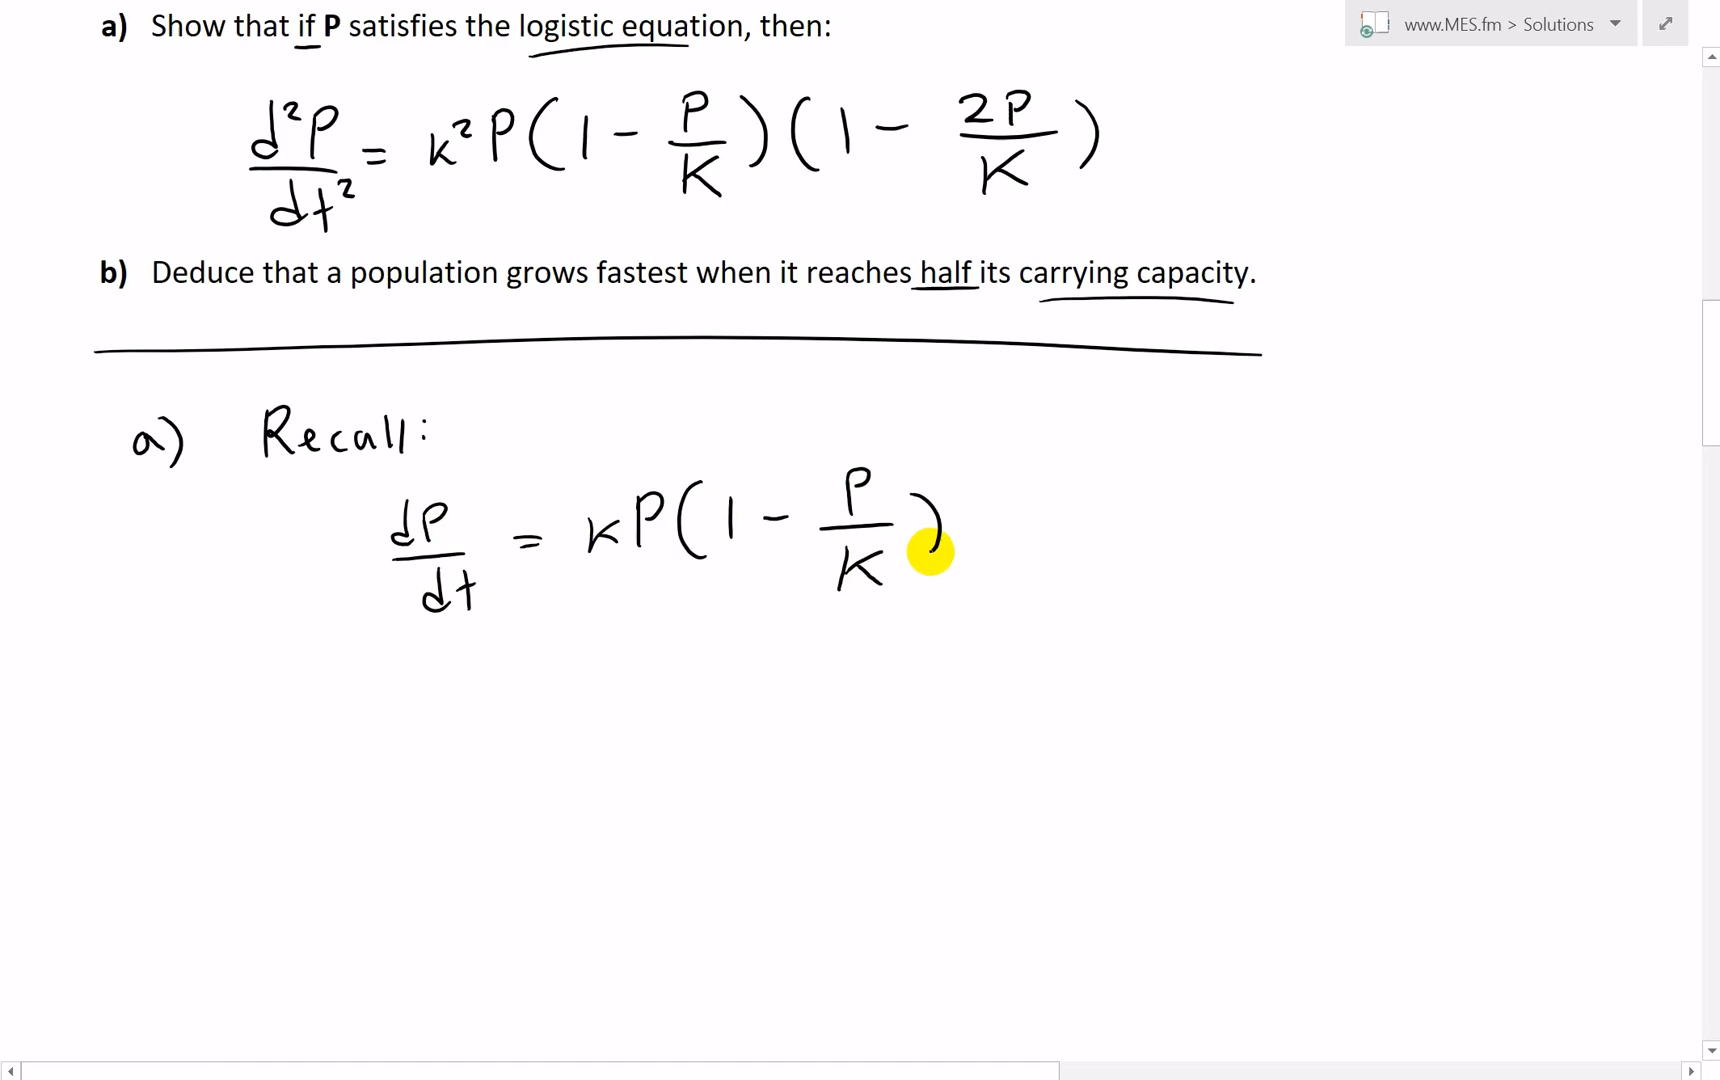 a) Show that if P satisfies the logistic equation, then:
www.MES.fm > Solutions
d²P/dt² = k²P(1 - P/K)(1 - 2P/K)
b) Deduce that a population grows fastest when it reaches half its carrying capacity.
a) Recall:
dP/dt = kP(1 - P/K)